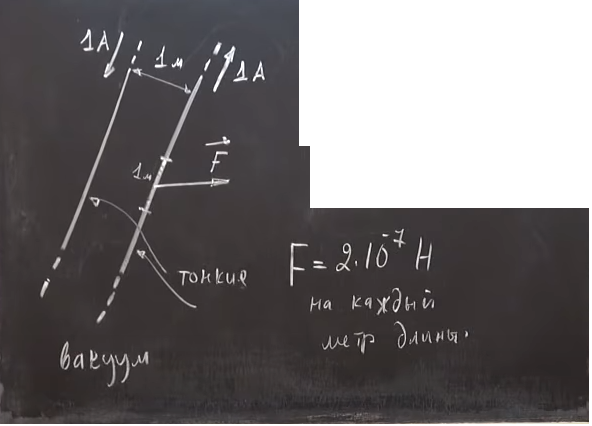 1А
1м
1А
1м
F
тонкие
вакуум
F = 2·10⁻⁷ Н
на каждый
метр длины.